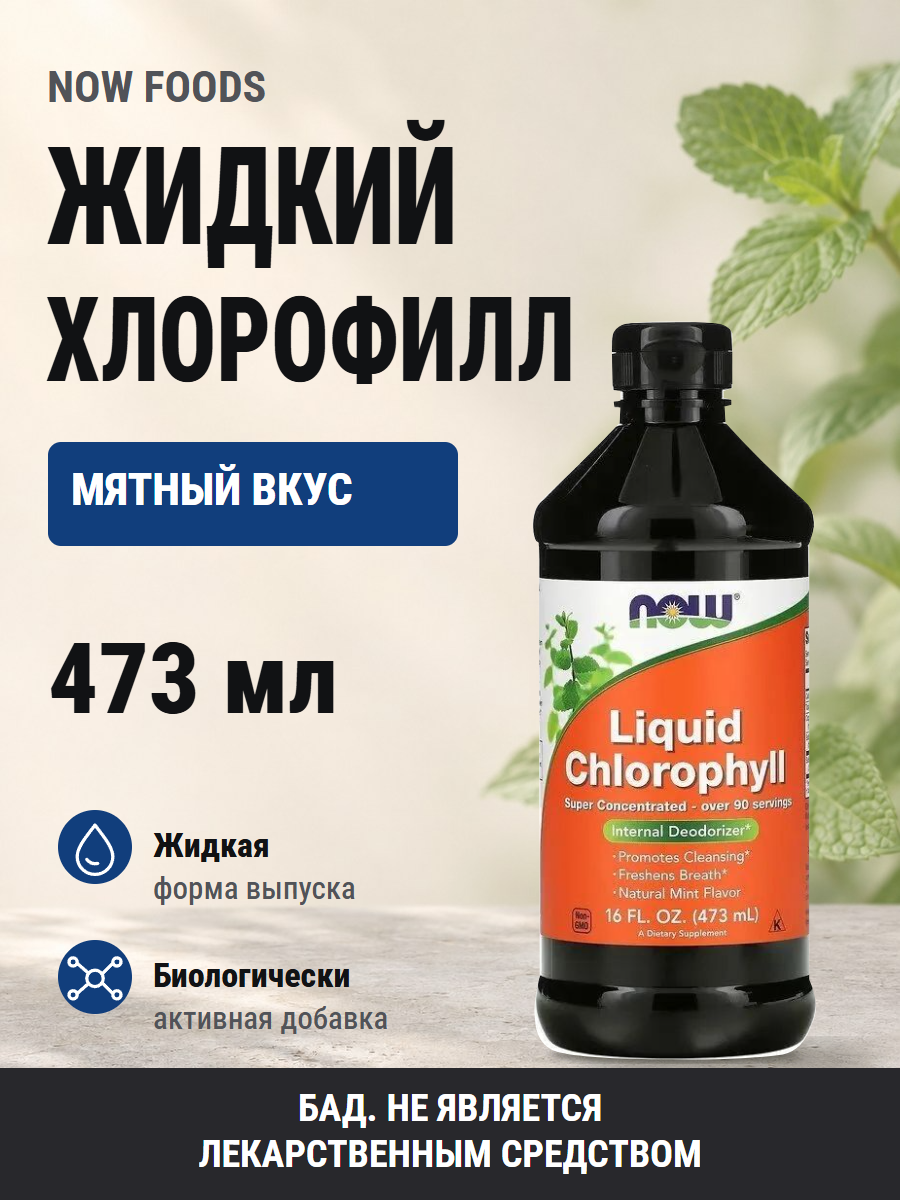 NOW FOODS
ЖИДКИЙ
ХЛОРОФИЛЛ
МЯТНЫЙ ВКУС
473 мл
Жидкая
форма выпуска
Биологически
активная добавка
NOW®
Liquid
Chlorophyll
Super Concentrated - over 90 servings
Internal Deodorizer*
·Promotes Cleansing*
·Freshens Breath*
·Natural Mint Flavor
Non-
GMO
16 FL. OZ. (473 mL)
K
A Dietary Supplement
БАД. НЕ ЯВЛЯЕТСЯ
ЛЕКАРСТВЕННЫМ СРЕДСТВОМ